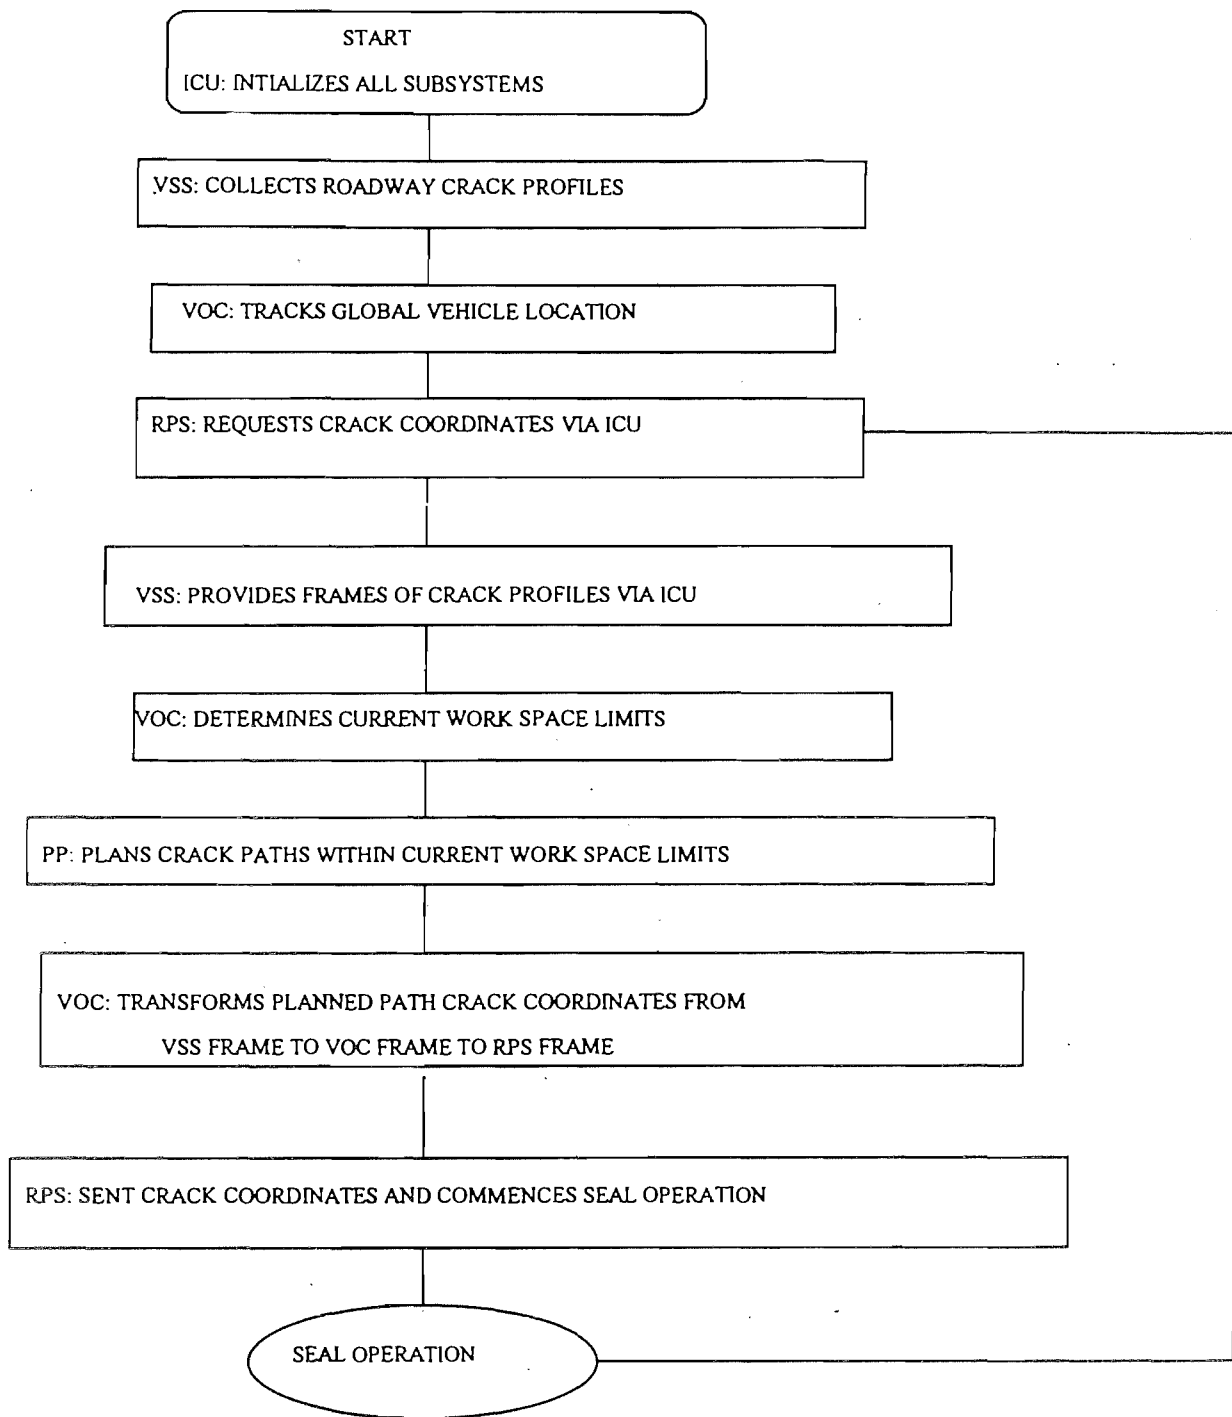 START
ICU: INTIALIZES ALL SUBSYSTEMS
VSS: COLLECTS ROADWAY CRACK PROFILES
VOC: TRACKS GLOBAL VEHICLE LOCATION
RPS: REQUESTS CRACK COORDINATES VIA ICU
VSS: PROVIDES FRAMES OF CRACK PROFILES VIA ICU
VOC: DETERMINES CURRENT WORK SPACE LIMITS
PP: PLANS CRACK PATHS WITHIN CURRENT WORK SPACE LIMITS
VOC: TRANSFORMS PLANNED PATH CRACK COORDINATES FROM
VSS FRAME TO VOC FRAME TO RPS FRAME
RPS: SENT CRACK COORDINATES AND COMMENCES SEAL OPERATION
SEAL OPERATION